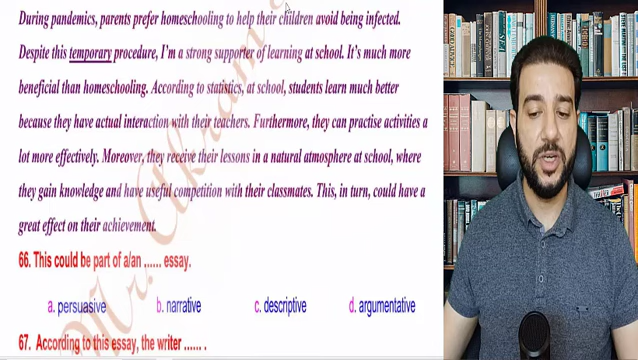 During pandemics, parents prefer homeschooling to help their children avoid being infected.
Despite this temporary procedure, I'm a strong supporter of learning at school. It's much more
beneficial than homeschooling. According to statistics, at school, students learn much better
because they have actual interaction with their teachers. Furthermore, they can practise activities a
lot more effectively. Moreover, they receive their lessons in a natural atmosphere at school, where
they gain knowledge and have useful competition with their classmates. This, in turn, could have a
great effect on their achievement.
66. This could be part of a/an ...... essay.
a. persuasive b. narrative c. descriptive d. argumentative
67. According to this essay, the writer ...... .
Mr. Akram